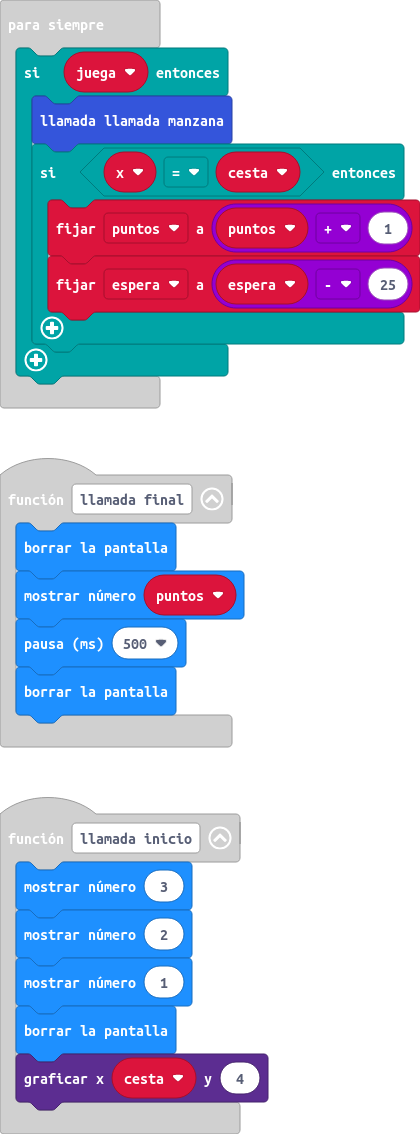 para siempre
si juega entonces
llamada llamada manzana
si x = cesta entonces
fijar puntos a puntos + 1
fijar espera a espera - 25
función llamada final
borrar la pantalla
mostrar número puntos
pausa (ms) 500
borrar la pantalla
función llamada inicio
mostrar número 3
mostrar número 2
mostrar número 1
borrar la pantalla
graficar x cesta y 4